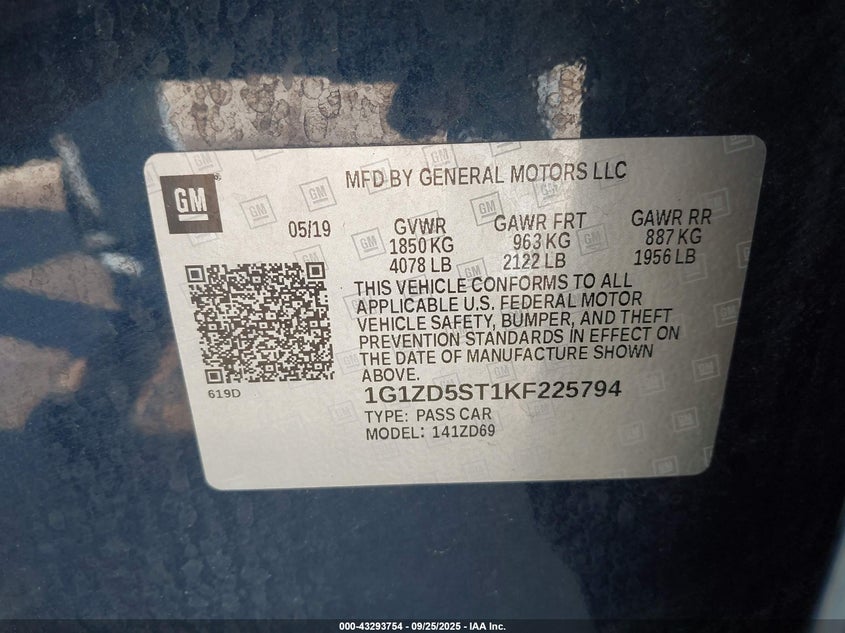 GM
MFD BY GENERAL MOTORS LLC
05/19
GVWR
1850 KG
4078 LB
GAWR FRT
963 KG
2122 LB
GAWR RR
887 KG
1956 LB
THIS VEHICLE CONFORMS TO ALL
APPLICABLE U.S. FEDERAL MOTOR
VEHICLE SAFETY, BUMPER, AND THEFT
PREVENTION STANDARDS IN EFFECT ON
THE DATE OF MANUFACTURE SHOWN
ABOVE.
619D
1G1ZD5ST1KF225794
TYPE: PASS CAR
MODEL: 141ZD69
000-43293754 - 09/25/2025 - IAA Inc.